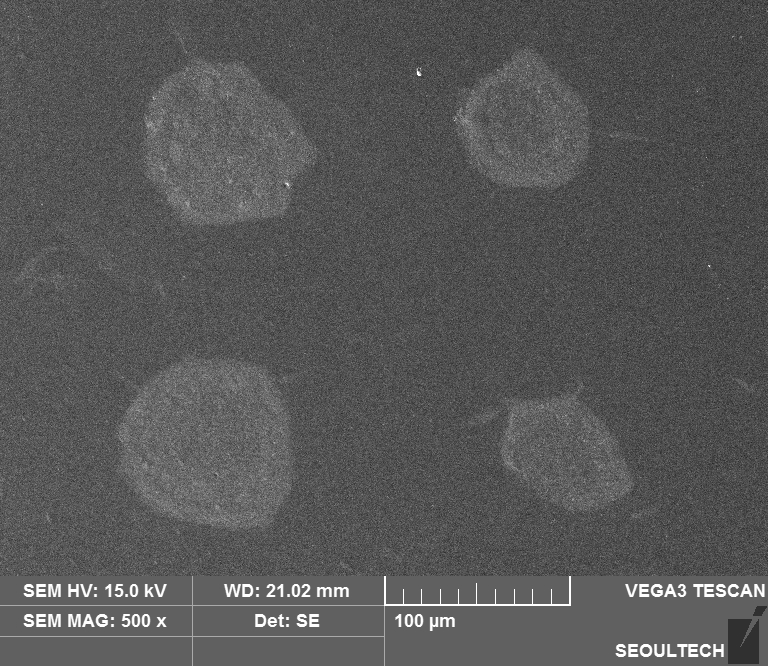 SEM HV: 15.0 kV WD: 21.02 mm VEGA3 TESCAN
SEM MAG: 500 x Det: SE 100 µm
SEOULTECH